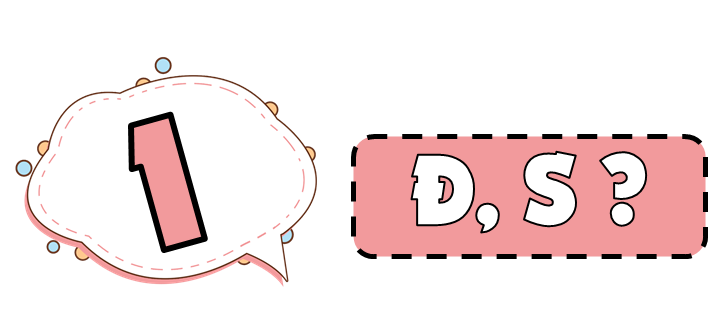 1
Đ, S ?